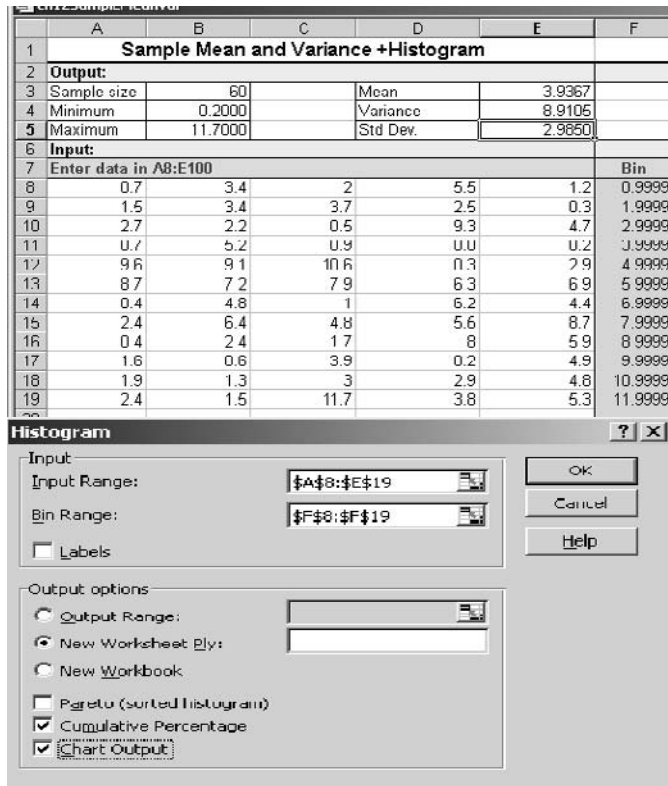 A B C D E F
1 Sample Mean and Variance +Histogram
2 Output:
3 Sample size 60 Mean 3.9367
4 Minimum 0.2000 Variance 8.9105
5 Maximum 11.7000 Std Dev. 2.9850
6 Input:
7 Enter data in A8:E100 Bin
8 0.7 3.4 2 5.5 1.2 0.9999
9 1.5 3.4 3.7 2.5 0.3 1.9999
10 2.7 2.2 0.5 9.3 4.7 2.9999
11 0.7 5.2 0.9 0.2 3.9999
12 9.6 9.1 10.6 0.3 2.9 4.9999
13 8.7 7.2 7.9 6.3 6.9 5.9999
14 0.4 4.8 1 6.2 4.4 6.9999
15 2.4 6.4 4.8 5.6 8.7 7.9999
16 0.4 2.4 1.7 8 5.9 8.9999
17 1.6 0.6 3.9 0.2 4.9 9.9999
18 1.9 1.3 3 2.9 4.8 10.9999
19 2.4 1.5 11.7 3.8 5.3 11.9999
Histogram
Input
Input Range: $A$8:$E$19
Bin Range: $F$8:$F$19
Labels
OK
Cancel
Help
Output options
Output Range:
New Worksheet Ply:
New Workbook
Pareto (sorted histogram)
Cumulative Percentage
Chart Output